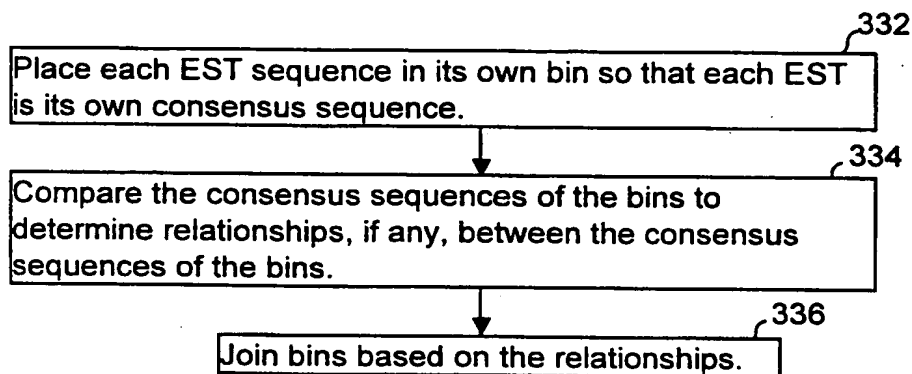 332
Place each EST sequence in its own bin so that each EST
is its own consensus sequence.
334
Compare the consensus sequences of the bins to
determine relationships, if any, between the consensus
sequences of the bins.
336
Join bins based on the relationships.